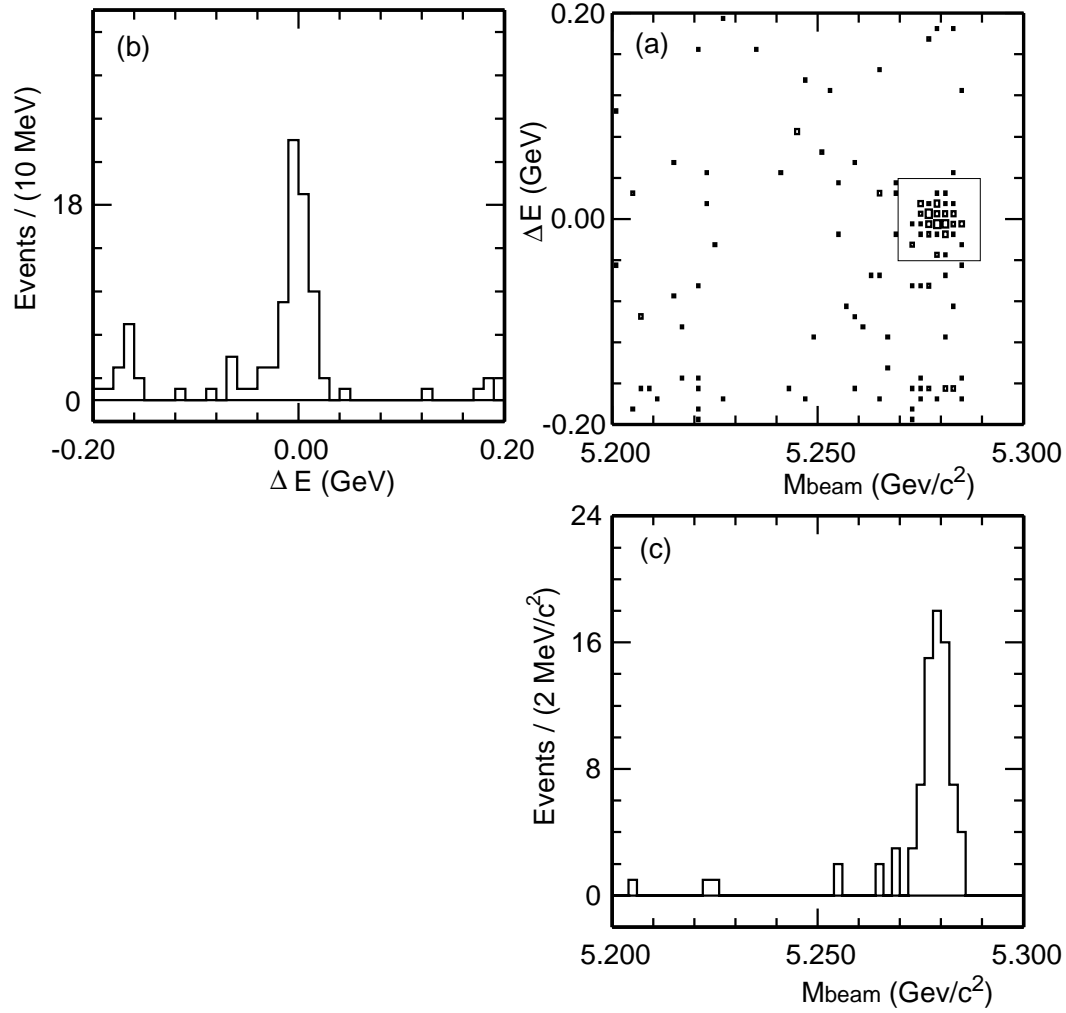 (b)
Events / (10 MeV)
18
0
-0.20
0.00
0.20
Δ E (GeV)
(a)
0.20
0.00
-0.20
Δ E (GeV)
5.200
5.250
5.300
Mbeam (Gev/c²)
(c)
24
16
8
0
Events / (2 MeV/c²)
5.200
5.250
5.300
Mbeam (Gev/c²)